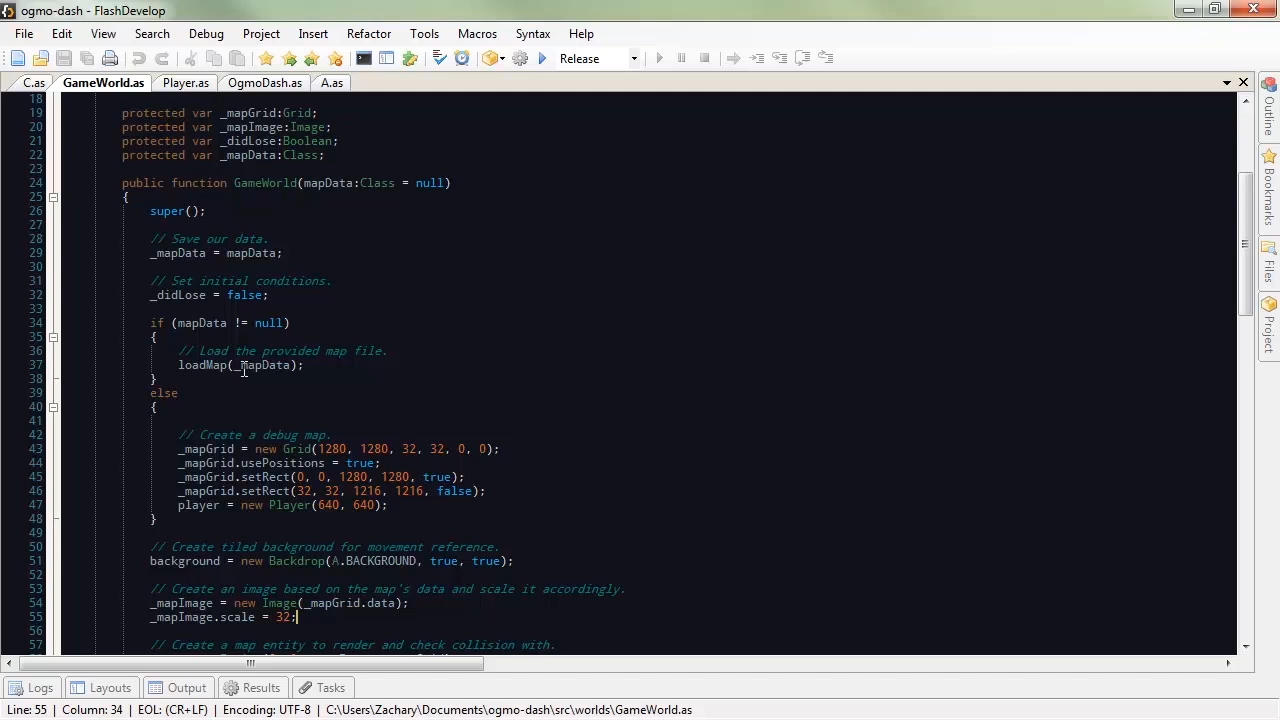 ogmo-dash - FlashDevelop
File Edit View Search Debug Project Insert Refactor Tools Macros Syntax Help
Release
C.as GameWorld.as Player.as OgmoDash.as A.as
18
19 protected var _mapGrid:Grid;
20 protected var _mapImage:Image;
21 protected var _didLose:Boolean;
22 protected var _mapData:Class;
23
24 public function GameWorld(mapData:Class = null)
25 {
26 super();
27
28 // Save our data.
29 _mapData = mapData;
30
31 // Set initial conditions.
32 _didLose = false;
33
34 if (mapData != null)
35 {
36 // Load the provided map file.
37 loadMap(_mapData);
38 }
39 else
40 {
41
42 // Create a debug map.
43 _mapGrid = new Grid(1280, 1280, 32, 32, 0, 0);
44 _mapGrid.usePositions = true;
45 _mapGrid.setRect(0, 0, 1280, 1280, true);
46 _mapGrid.setRect(32, 32, 1216, 1216, false);
47 player = new Player(640, 640);
48 }
49
50 // Create tiled background for movement reference.
51 background = new Backdrop(A.BACKGROUND, true, true);
52
53 // Create an image based on the map's data and scale it accordingly.
54 _mapImage = new Image(_mapGrid.data);
55 _mapImage.scale = 32;
56
57 // Create a map entity to render and check collision with.
Outline
Bookmarks
Files
Project
Logs Layouts Output Results Tasks
Line: 55 | Column: 34 | EOL: (CR+LF) | Encoding: UTF-8 | C:\Users\Zachary\Documents\ogmo-dash\src\worlds\GameWorld.as